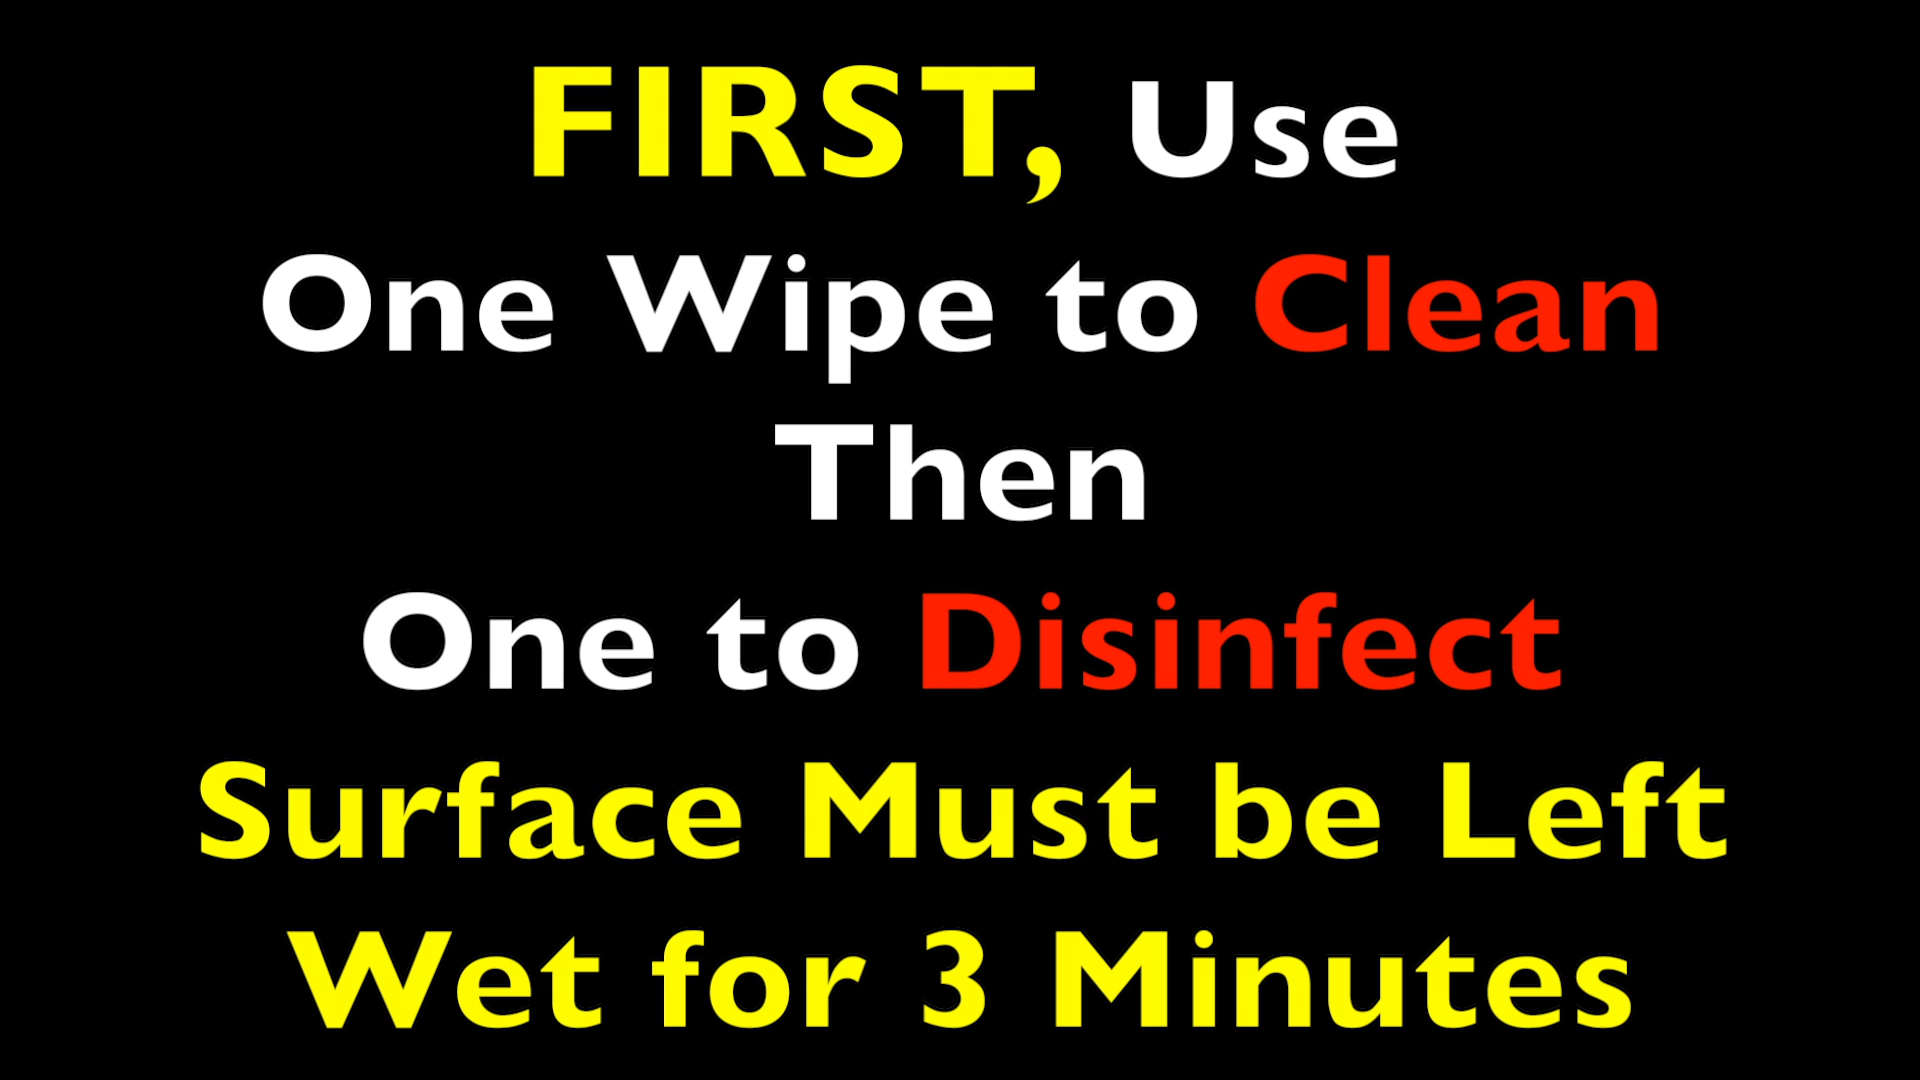 FIRST, Use
One Wipe to Clean
Then
One to Disinfect
Surface Must be Left
Wet for 3 Minutes